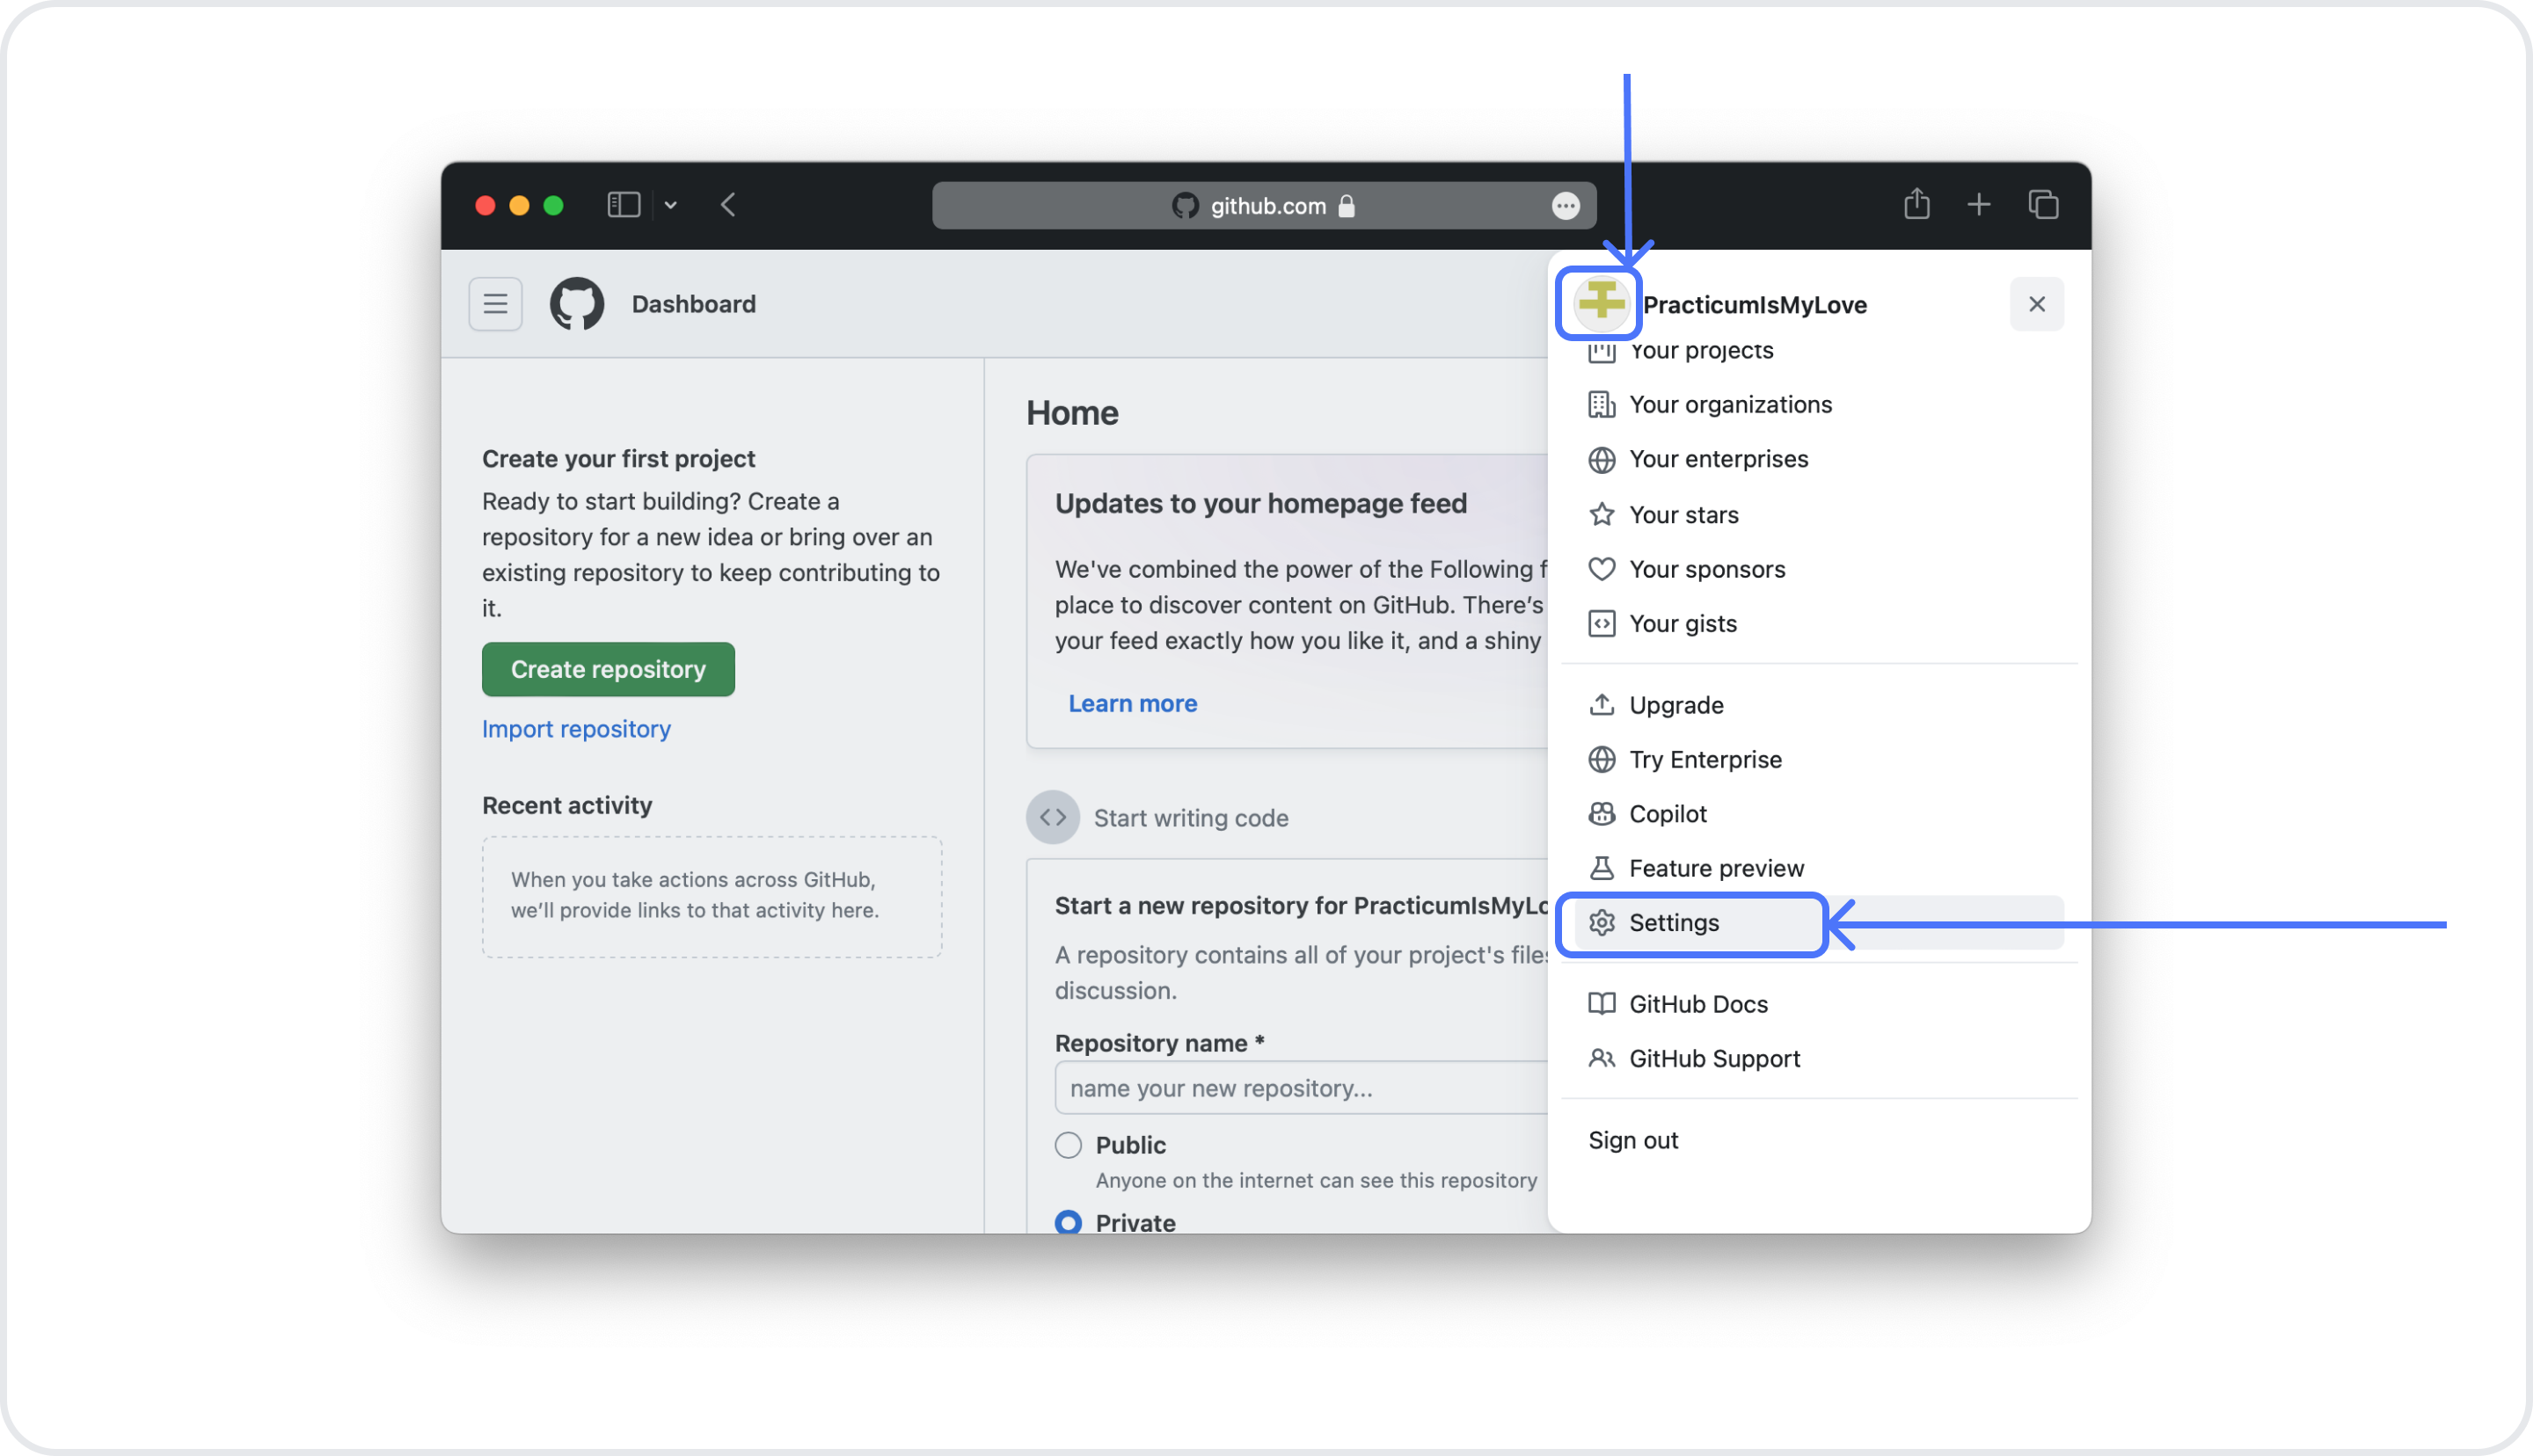 github.com
Dashboard
PracticumIsMyLove
Create your first project
Ready to start building? Create a
repository for a new idea or bring over an
existing repository to keep contributing to
it.
Create repository
Import repository
Recent activity
When you take actions across GitHub,
we’ll provide links to that activity here.
Home
Updates to your homepage feed
We've combined the power of the Following f
place to discover content on GitHub. There’s
your feed exactly how you like it, and a shiny
Learn more
Start writing code
Start a new repository for PracticumIsMyLo
A repository contains all of your project's files
discussion.
Repository name *
name your new repository...
Public
Anyone on the internet can see this repository
Private
Your projects
Your organizations
Your enterprises
Your stars
Your sponsors
Your gists
Upgrade
Try Enterprise
Copilot
Feature preview
Settings
GitHub Docs
GitHub Support
Sign out